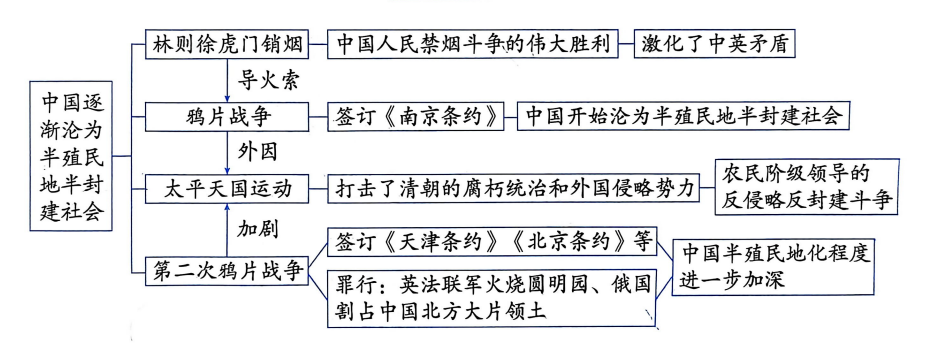 中国逐
渐沦为
半殖民
地半封
建社会
林则徐虎门销烟
中国人民禁烟斗争的伟大胜利
激化了中英矛盾
导火索
鸦片战争
签订《南京条约》
中国开始沦为半殖民地半封建社会
外因
太平天国运动
打击了清朝的腐朽统治和外国侵略势力
农民阶级领导的
反侵略反封建斗争
加剧
第二次鸦片战争
签订《天津条约》《北京条约》等
罪行：英法联军火烧圆明园、俄国
割占中国北方大片领土
中国半殖民地化程度
进一步加深